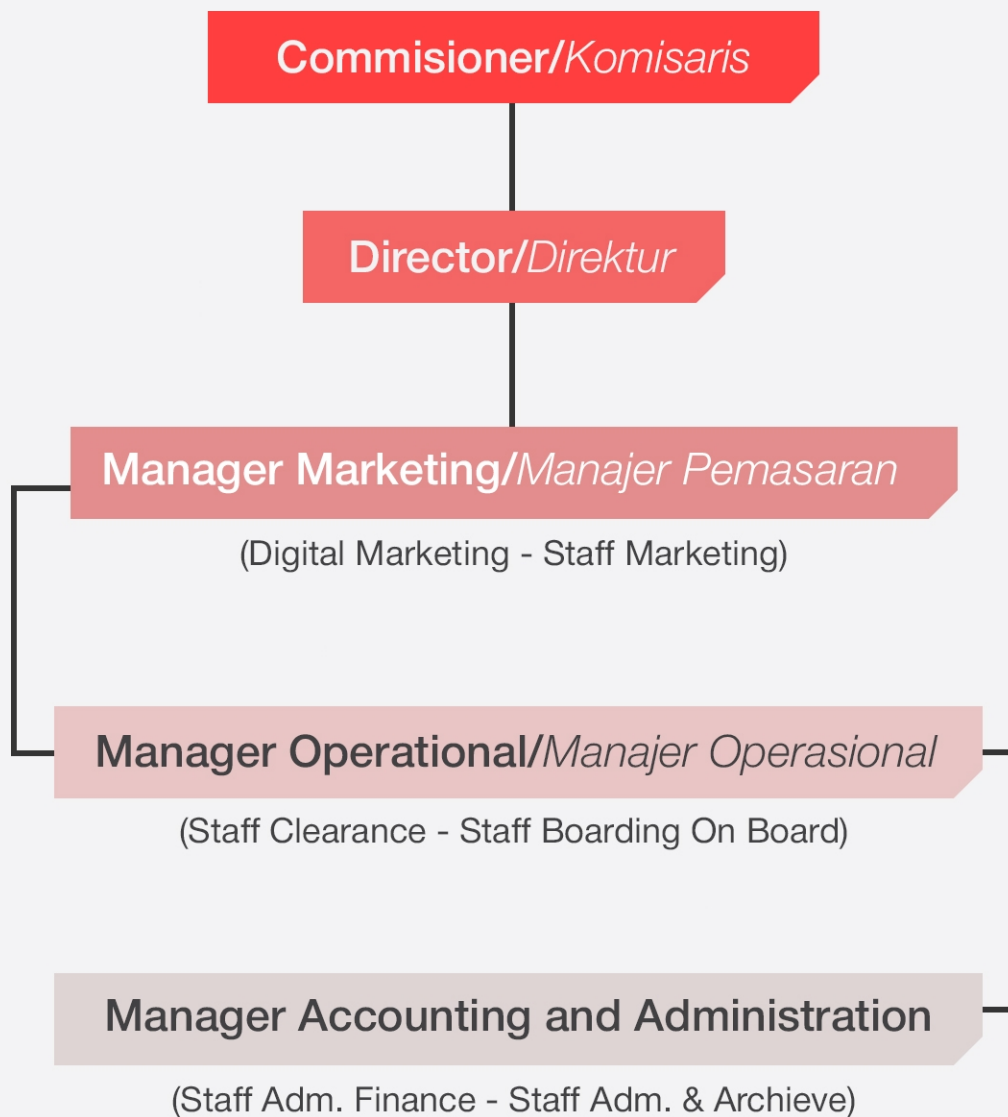 Commisioner/Komisaris
Director/Direktur
Manager Marketing/Manajer Pemasaran
(Digital Marketing - Staff Marketing)
Manager Operational/Manajer Operasional
(Staff Clearance - Staff Boarding On Board)
Manager Accounting and Administration
(Staff Adm. Finance - Staff Adm. & Archieve)